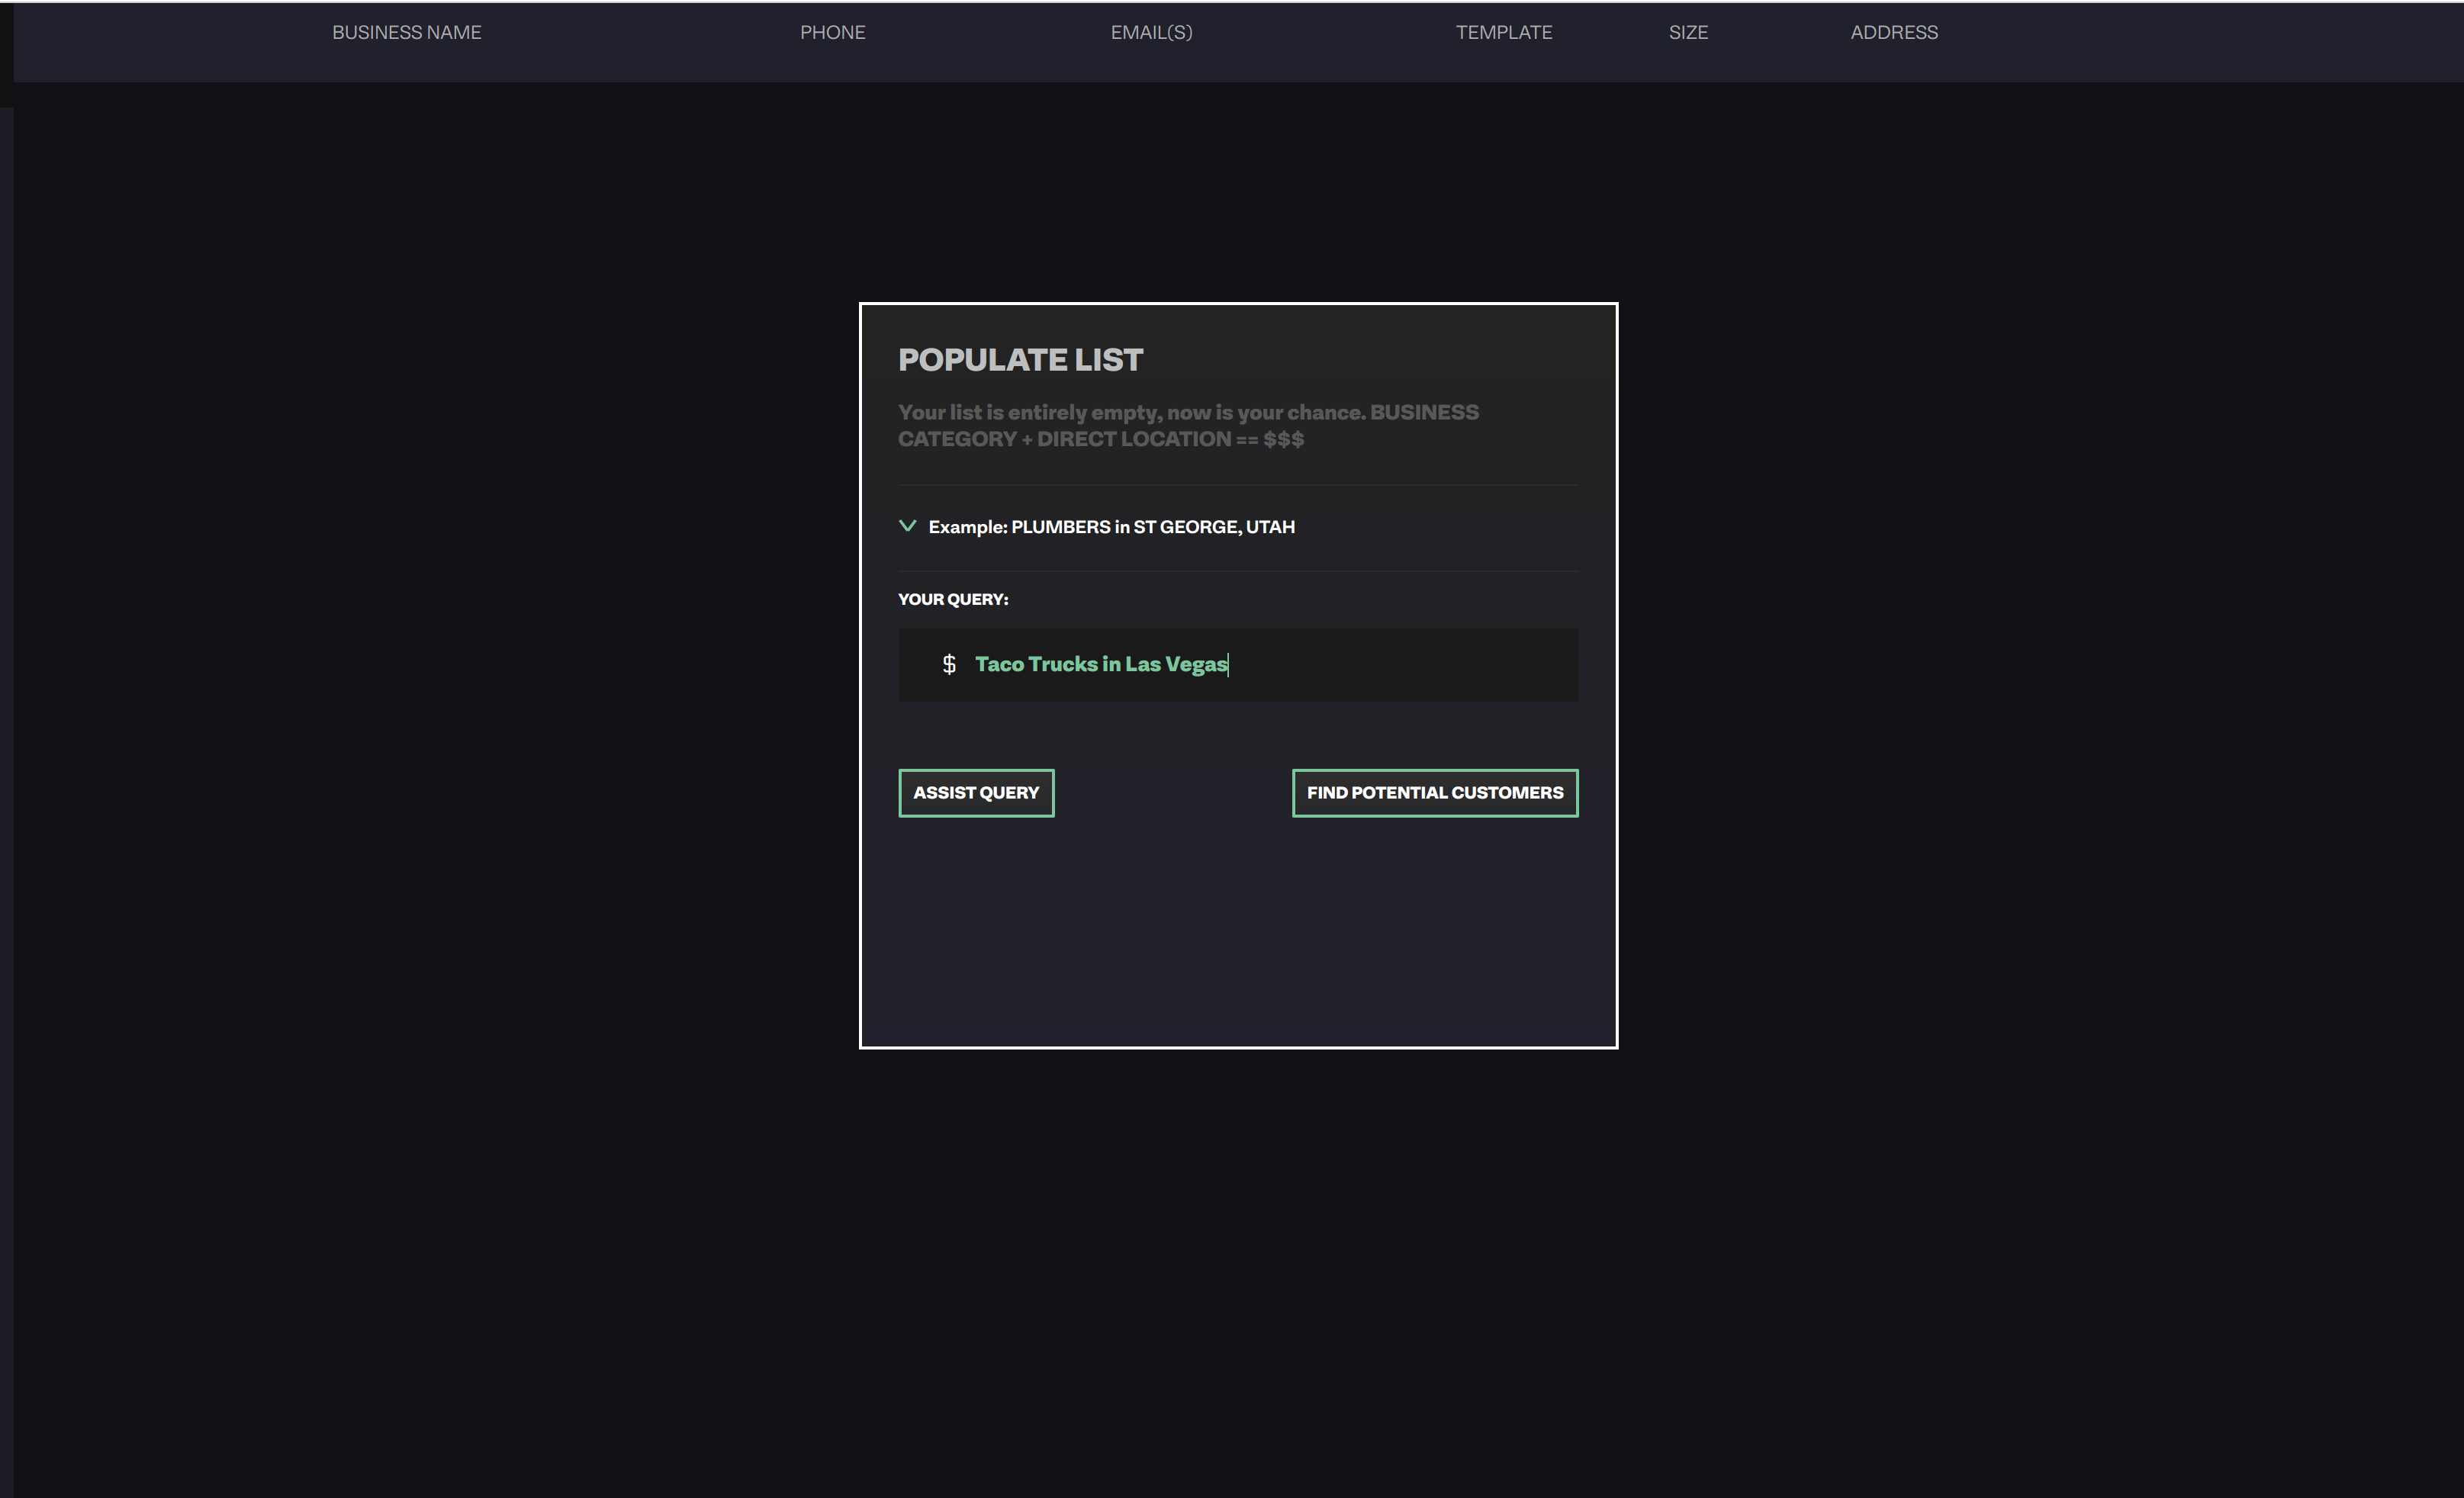 BUSINESS NAME PHONE EMAIL(S) TEMPLATE SIZE ADDRESS
POPULATE LIST
Your list is entirely empty, now is your chance. BUSINESS
CATEGORY + DIRECT LOCATION == $$$
Example: PLUMBERS in ST GEORGE, UTAH
YOUR QUERY:
$ Taco Trucks in Las Vegas
ASSIST QUERY FIND POTENTIAL CUSTOMERS